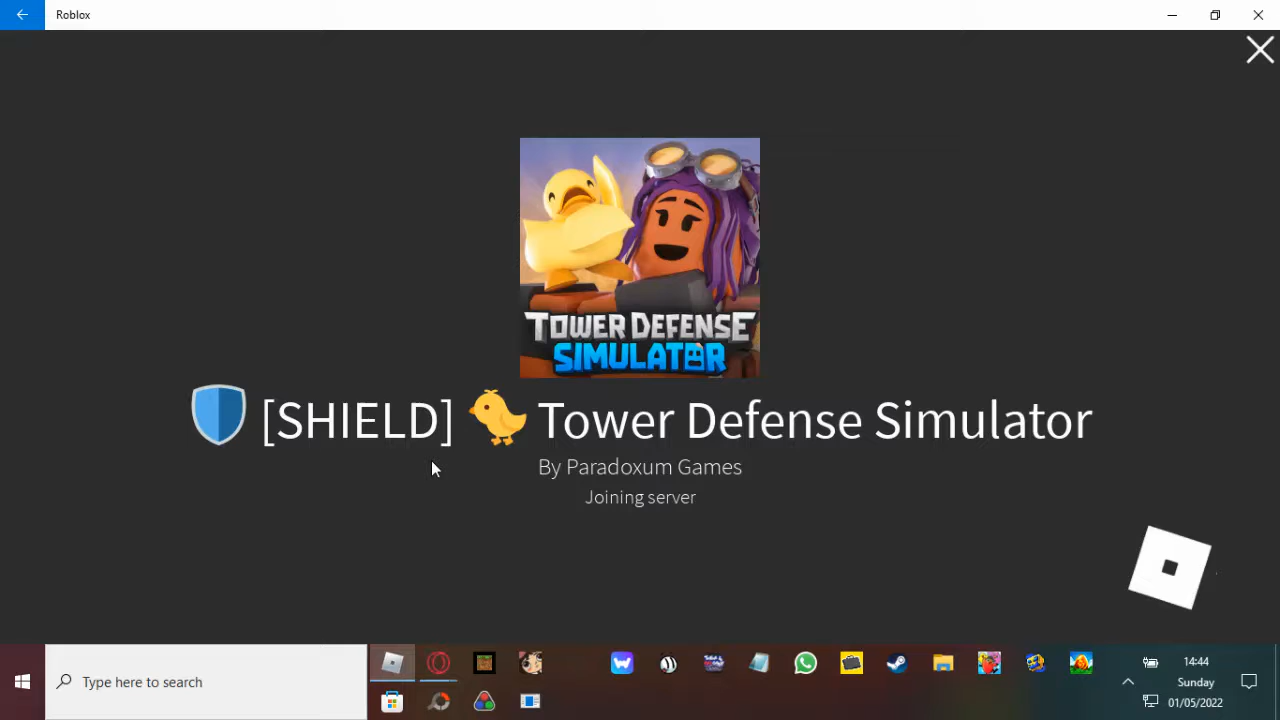 Roblox
TOWER DEFENSE
SIMULATOR
🛡️ [SHIELD] 🐤 Tower Defense Simulator
By Paradoxum Games
Joining server
Type here to search
14:44
Sunday
01/05/2022